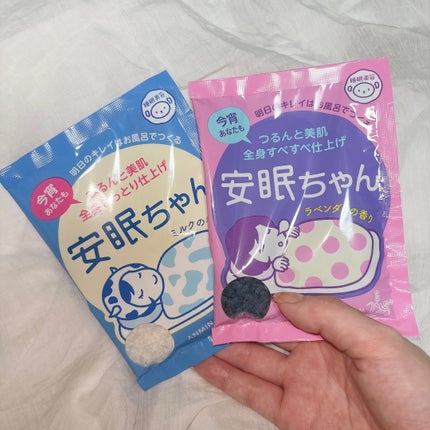 明日のキレイはお風呂でつくる
今宵
あなたも
つるんと美肌
全身しっとり仕上げ
安眠ちゃん
ミルクの
ANMIN
明日のキレイはお風呂でつくる
今宵
あなたも
つるんと美肌
全身すべすべ仕上げ
安眠ちゃん
ラベンダーの香り